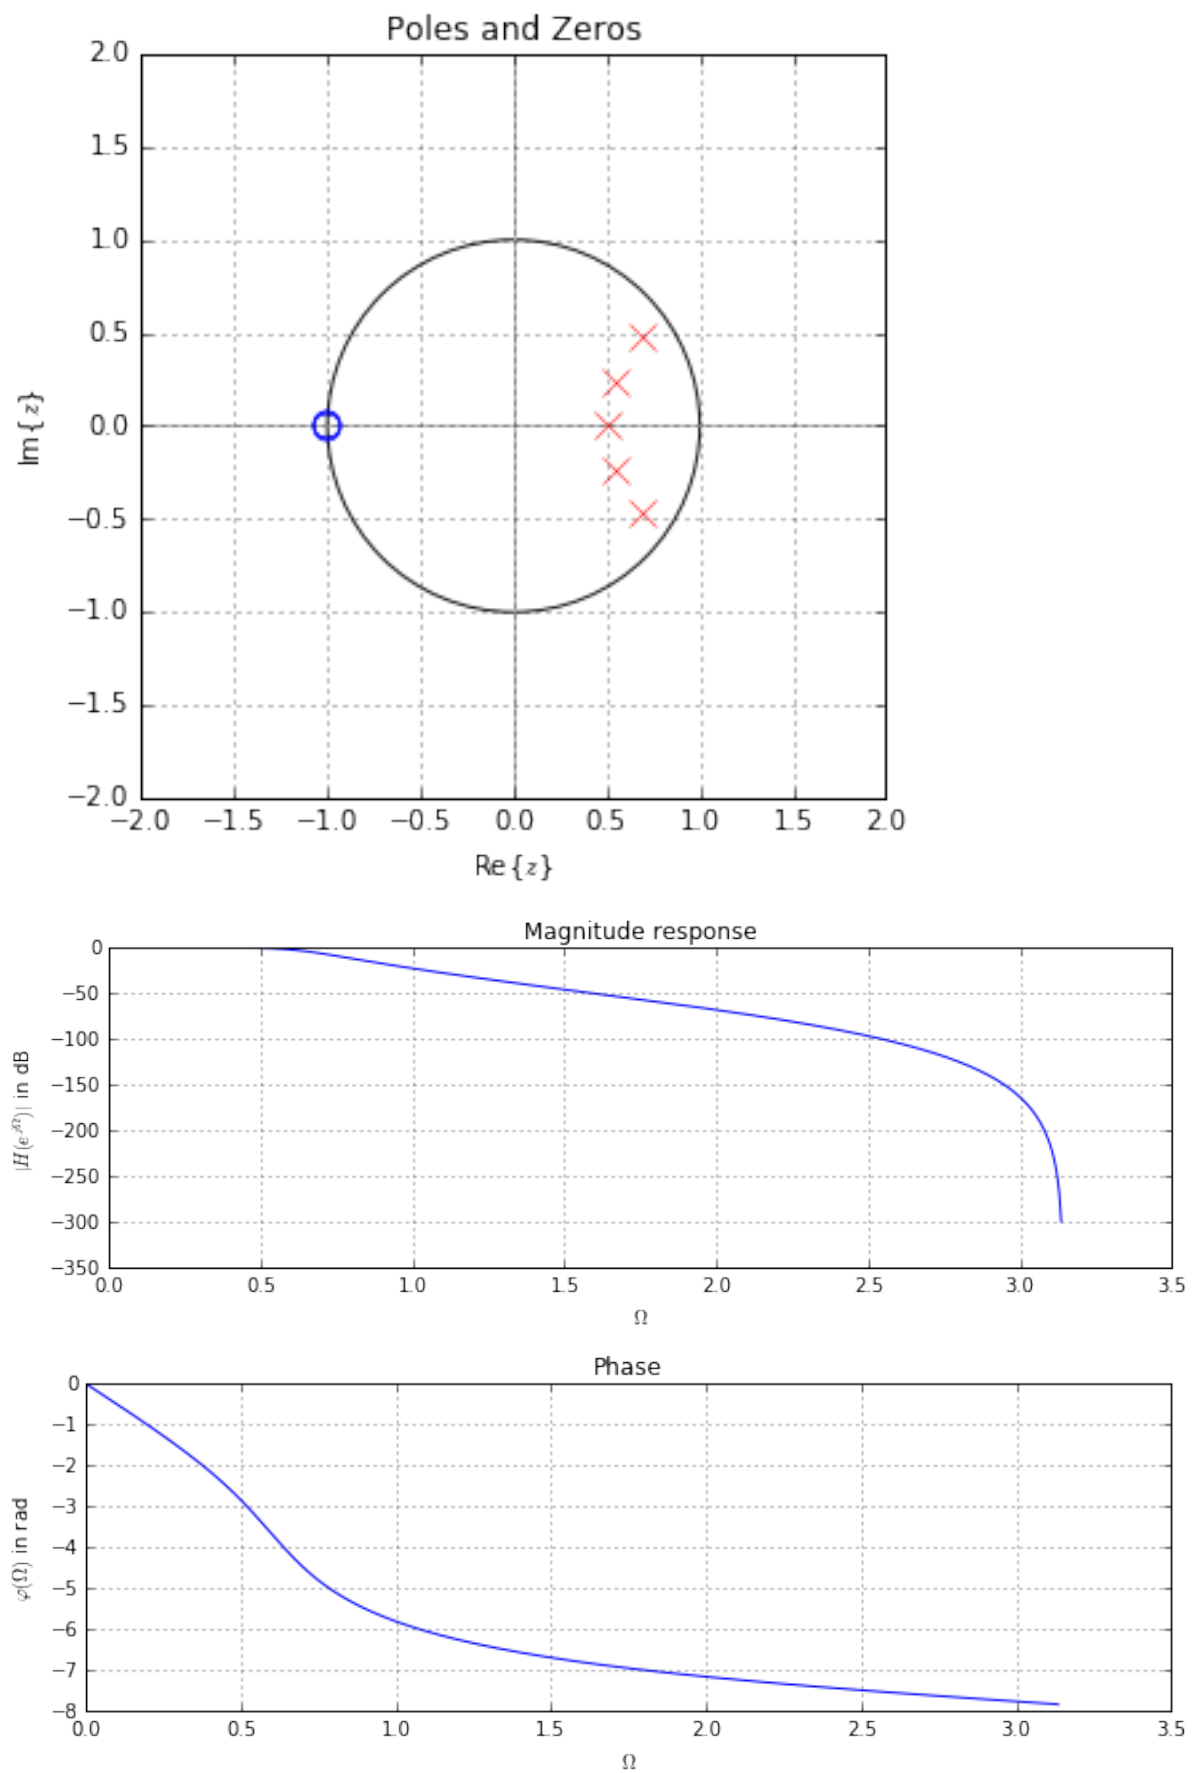 Poles and Zeros
2.0
1.5
1.0
0.5
0.0
−0.5
−1.0
−1.5
−2.0
Im{z}
−2.0 −1.5 −1.0 −0.5 0.0 0.5 1.0 1.5 2.0
Re{z}
Magnitude response
0
−50
−100
−150
−200
−250
−300
−350
|H(e^{jΩ})| in dB
0.0 0.5 1.0 1.5 2.0 2.5 3.0 3.5
Ω
Phase
0
−1
−2
−3
−4
−5
−6
−7
−8
φ(Ω) in rad
0.0 0.5 1.0 1.5 2.0 2.5 3.0 3.5
Ω